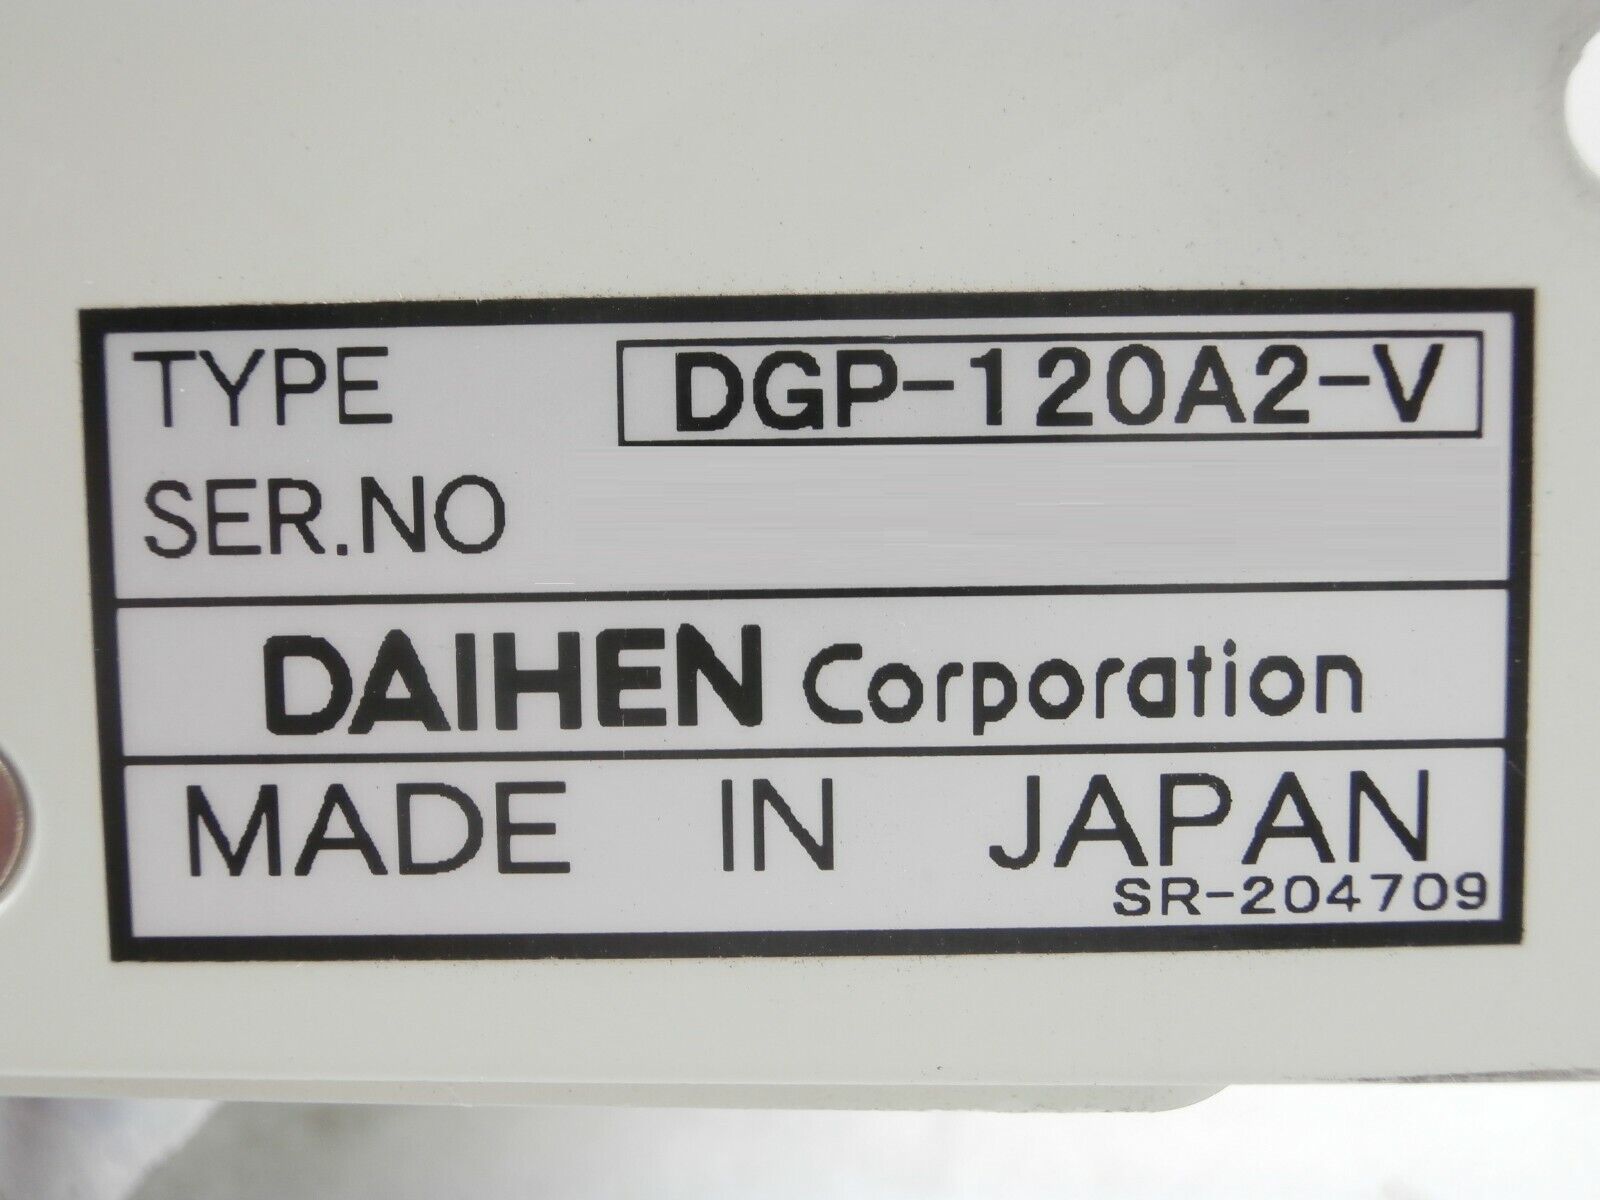 TYPE DGP-120A2-V
SER.NO
DAIHEN Corporation
MADE IN JAPAN
SR-204709